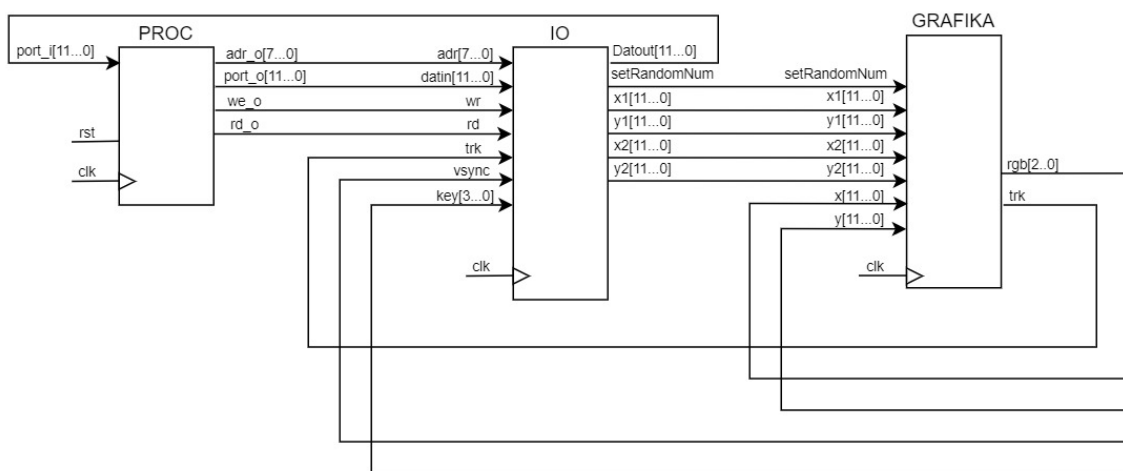 PROC
IO
GRAFIKA
port_i[11...0]
adr_o[7...0]
port_o[11...0]
we_o
rd_o
rst
clk
adr[7...0]
datin[11...0]
wr
rd
trk
vsync
key[3...0]
clk
Datout[11...0]
setRandomNum
x1[11...0]
y1[11...0]
x2[11...0]
y2[11...0]
setRandomNum
x1[11...0]
y1[11...0]
x2[11...0]
y2[11...0]
x[11...0]
y[11...0]
clk
rgb[2..0]
trk